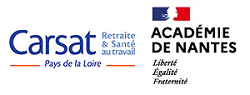 Carsat
Retraite
& Santé
au travail
Pays de la Loire
ACADÉMIE
DE NANTES
Liberté
Égalité
Fraternité